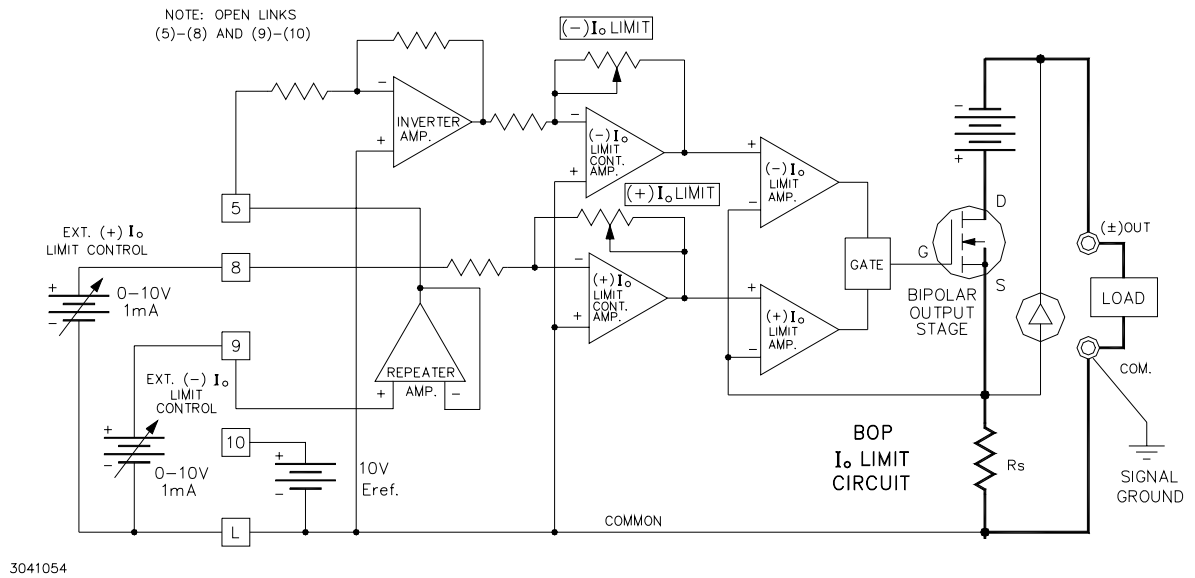 NOTE: OPEN LINKS
(5)-(8) AND (9)-(10)
(-)Iₒ LIMIT
-
+
INVERTER
AMP.
-
+
(-)Iₒ
LIMIT
CONT.
AMP.
(+)Iₒ LIMIT
+
-
(-)Iₒ
LIMIT
AMP.
-
+
D
G
S
(±)OUT
5
EXT. (+) Iₒ
LIMIT CONTROL
8
+
-
0-10V
1mA
-
+
(+)Iₒ
LIMIT
CONT.
AMP.
+
-
(+)Iₒ
LIMIT
AMP.
GATE
BIPOLAR
OUTPUT
STAGE
LOAD
COM.
9
EXT. (-) Iₒ
LIMIT
CONTROL
REPEATER
AMP.
+
-
+
-
0-10V
1mA
10
+
-
10V
Eref.
BOP
Iₒ LIMIT
CIRCUIT
Rs
SIGNAL
GROUND
L
COMMON
3041054